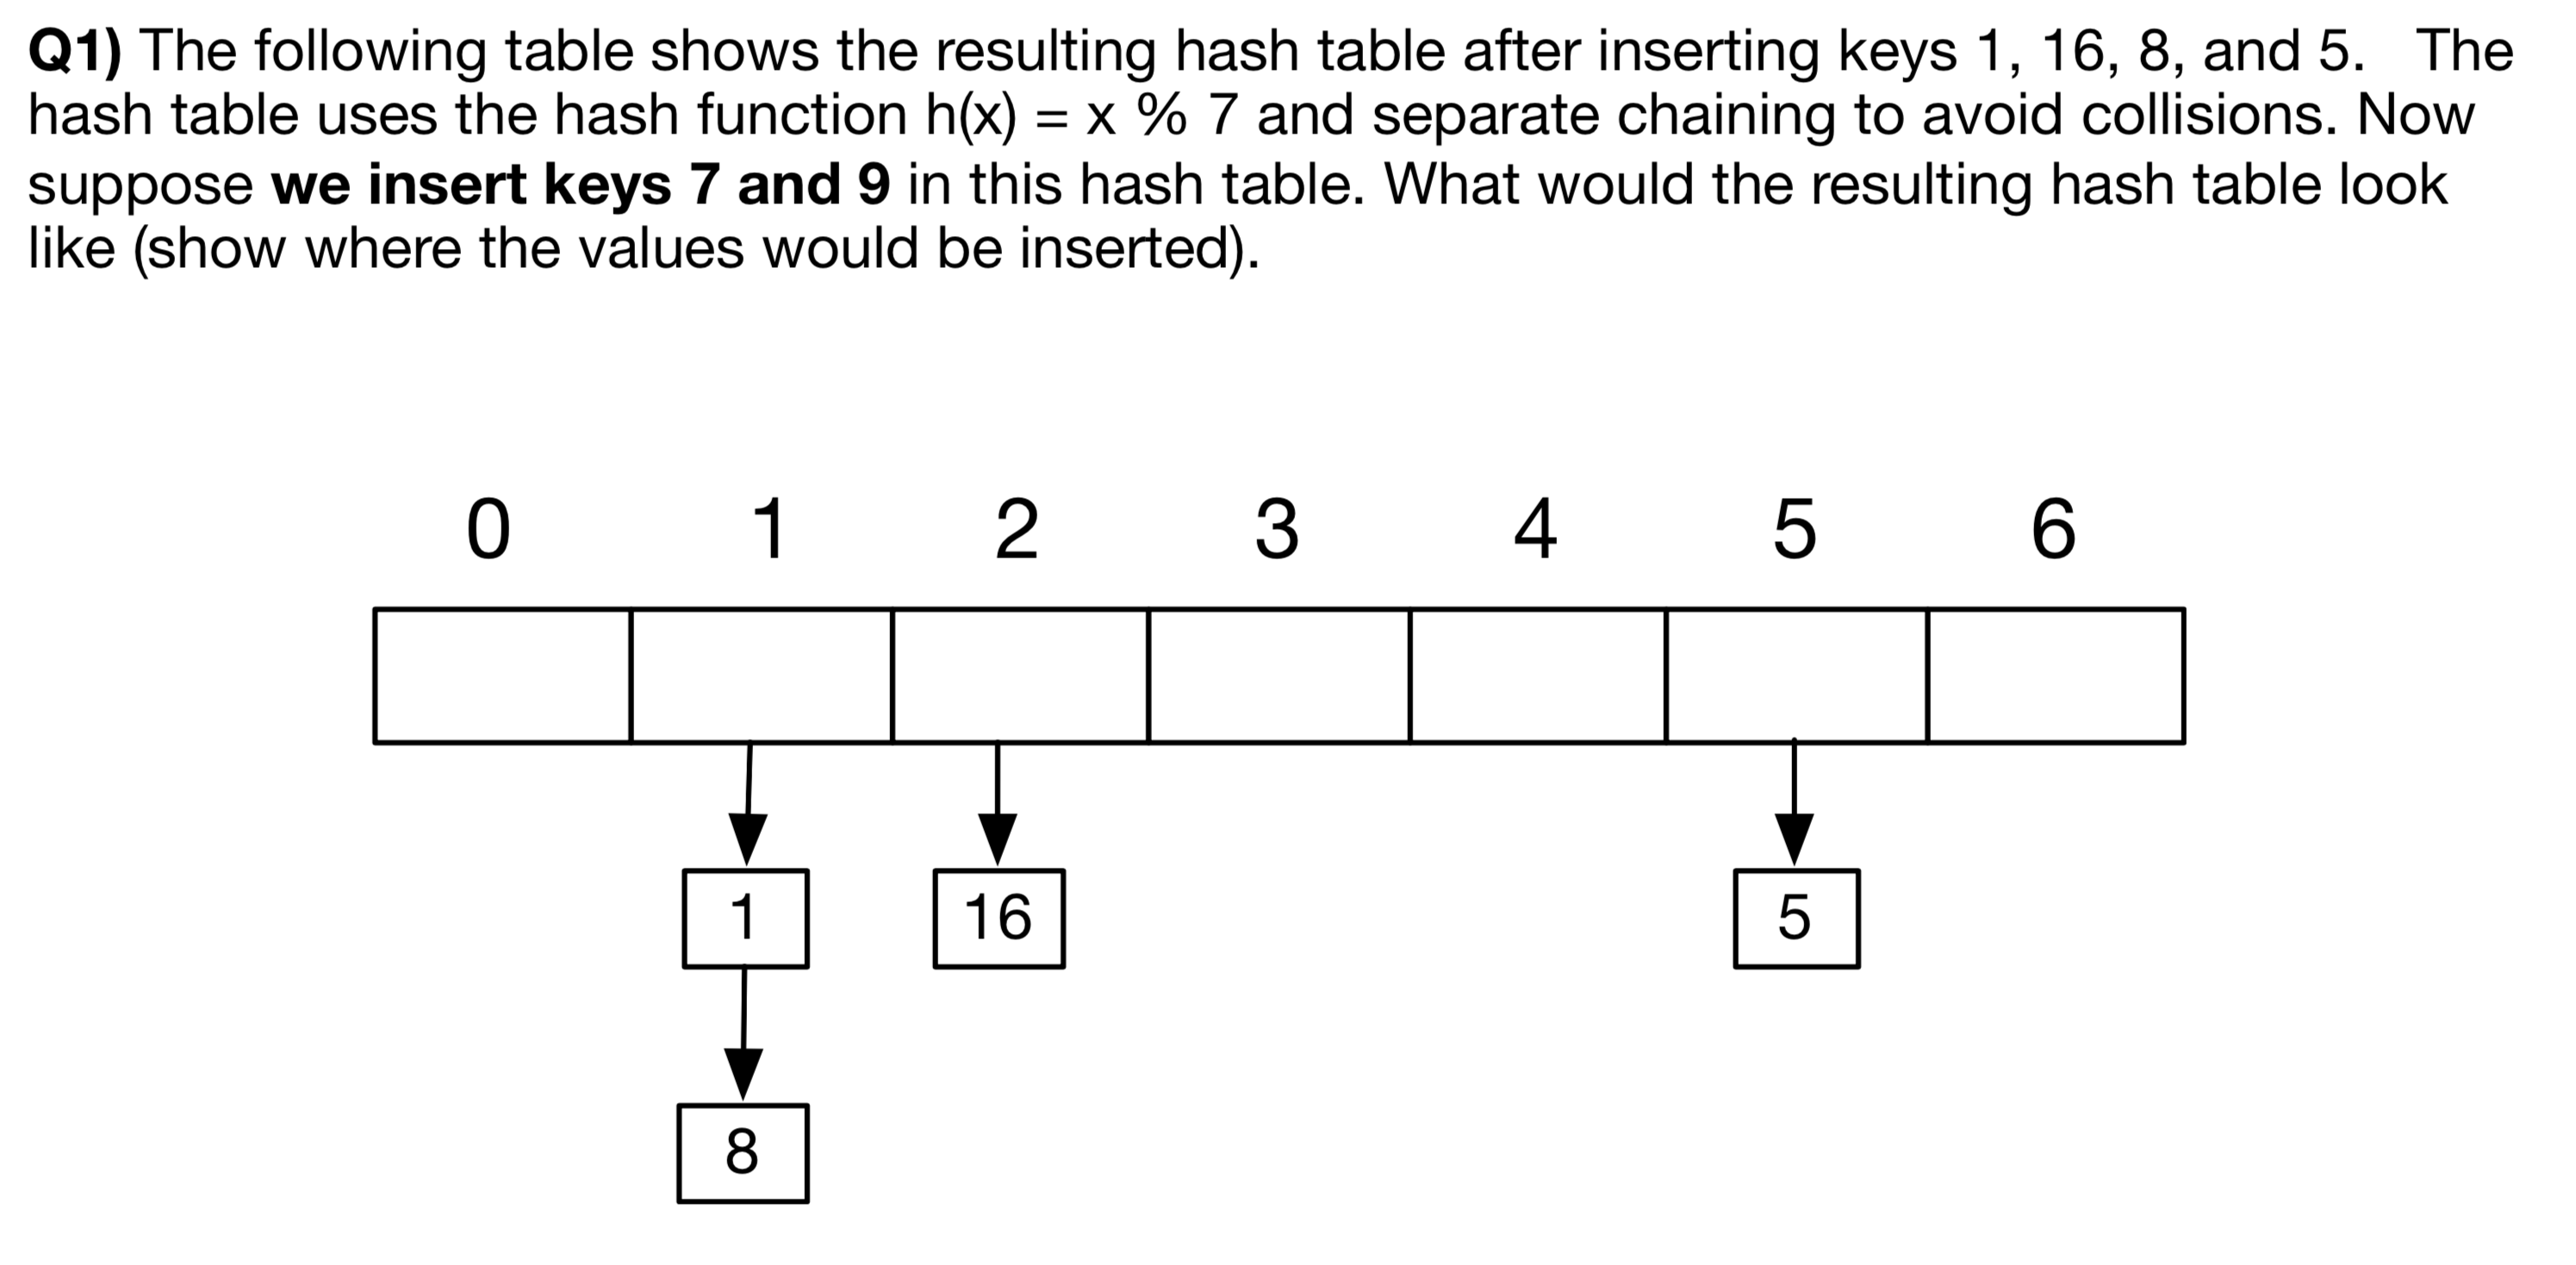 Q1) The following table shows the resulting hash table after inserting keys 1, 16, 8, and 5. The
hash table uses the hash function h(x) = x % 7 and separate chaining to avoid collisions. Now
suppose we insert keys 7 and 9 in this hash table. What would the resulting hash table look
like (show where the values would be inserted).
0 1 2 3 4 5 6
1 16 5
8